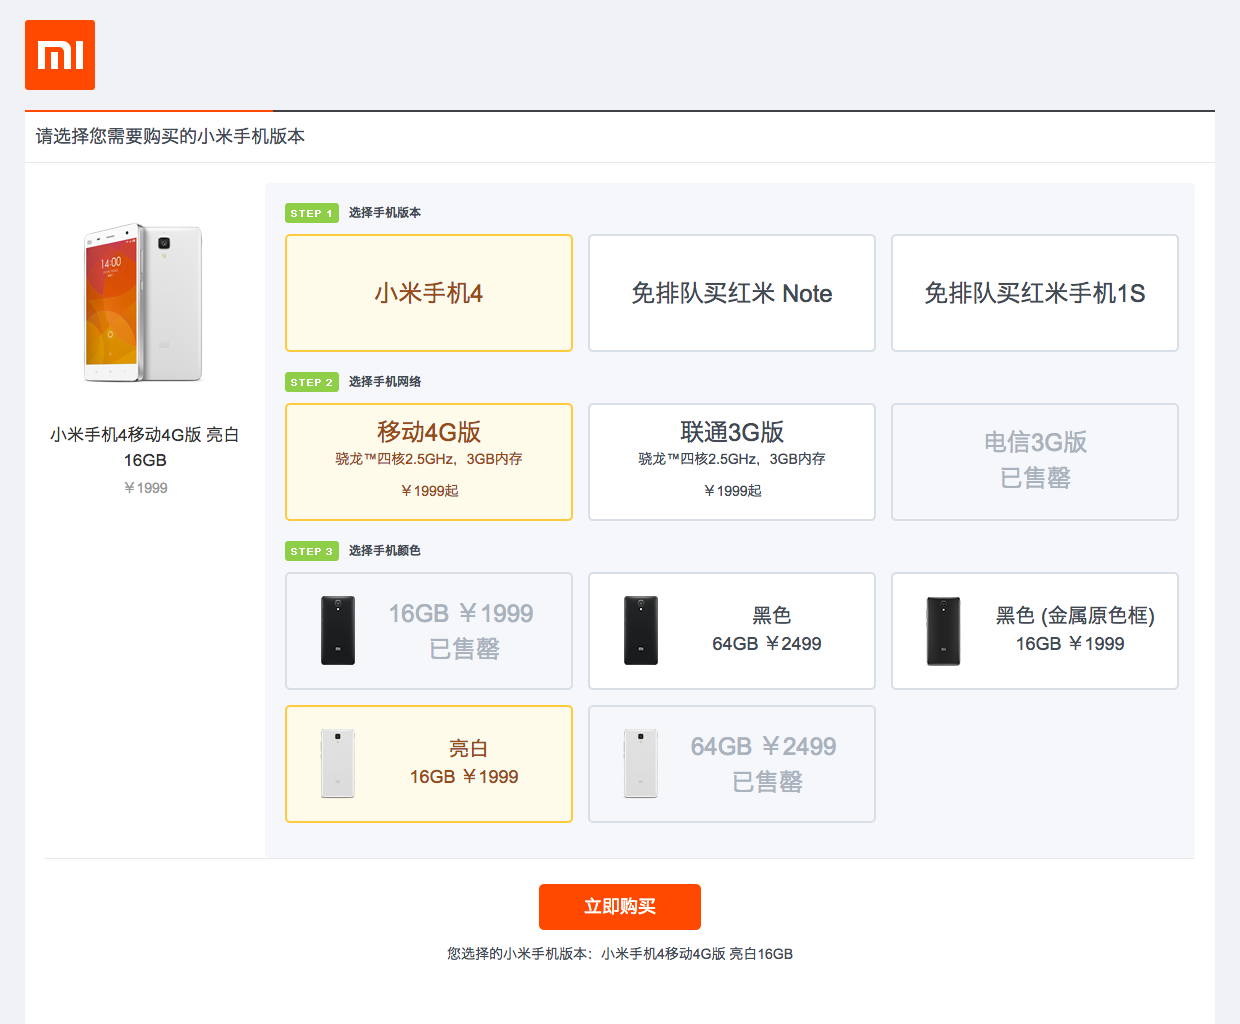 mi
请选择您需要购买的小米手机版本
小米手机4移动4G版 亮白
16GB
￥1999
14:00
STEP 1 选择手机版本
小米手机4
免排队买红米 Note
免排队买红米手机1S
STEP 2 选择手机网络
移动4G版
骁龙™四核2.5GHz，3GB内存
￥1999起
联通3G版
骁龙™四核2.5GHz，3GB内存
￥1999起
电信3G版
已售罄
STEP 3 选择手机颜色
16GB ￥1999
已售罄
黑色
64GB ￥2499
黑色 (金属原色框)
16GB ￥1999
亮白
16GB ￥1999
64GB ￥2499
已售罄
立即购买
您选择的小米手机版本：小米手机4移动4G版 亮白16GB